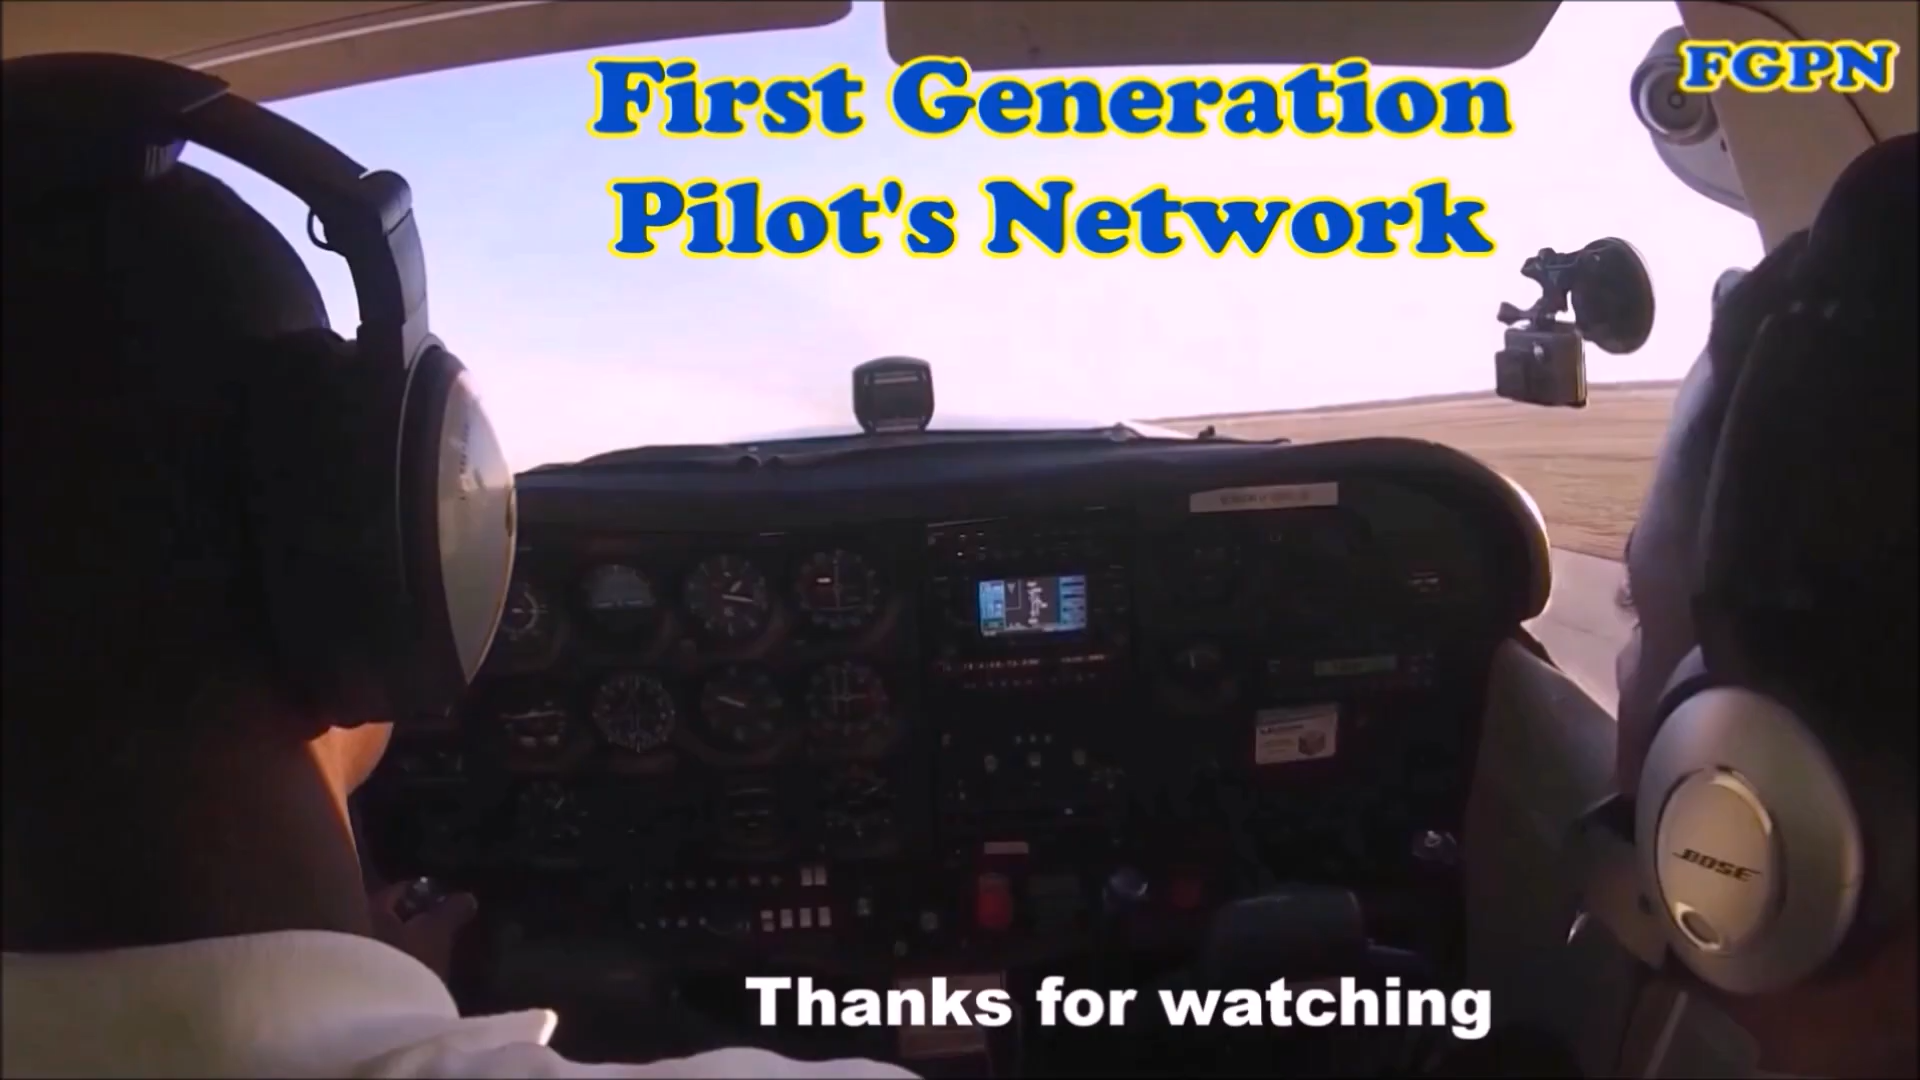 First Generation
FGPN
Pilot's Network
BOSE
Thanks for watching